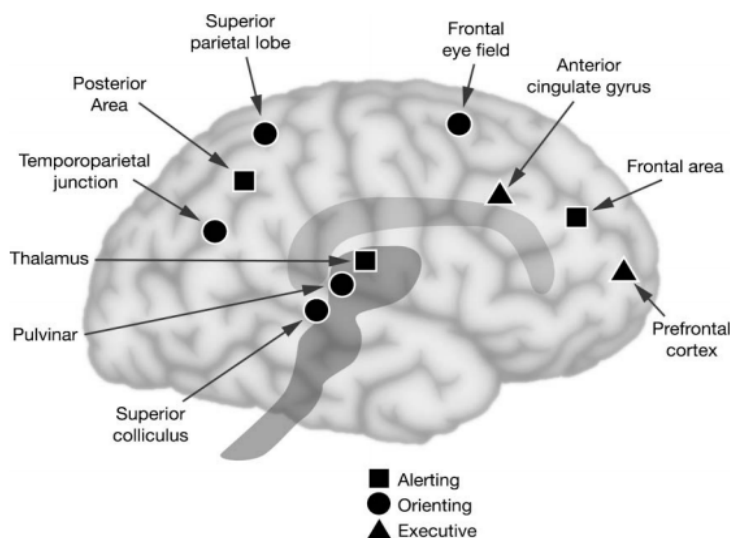 Superior
parietal lobe
Frontal
eye field
Posterior
Area
Anterior
cingulate gyrus
Temporoparietal
junction
Frontal area
Thalamus
Pulvinar
Prefrontal
cortex
Superior
colliculus
Alerting
Orienting
Executive